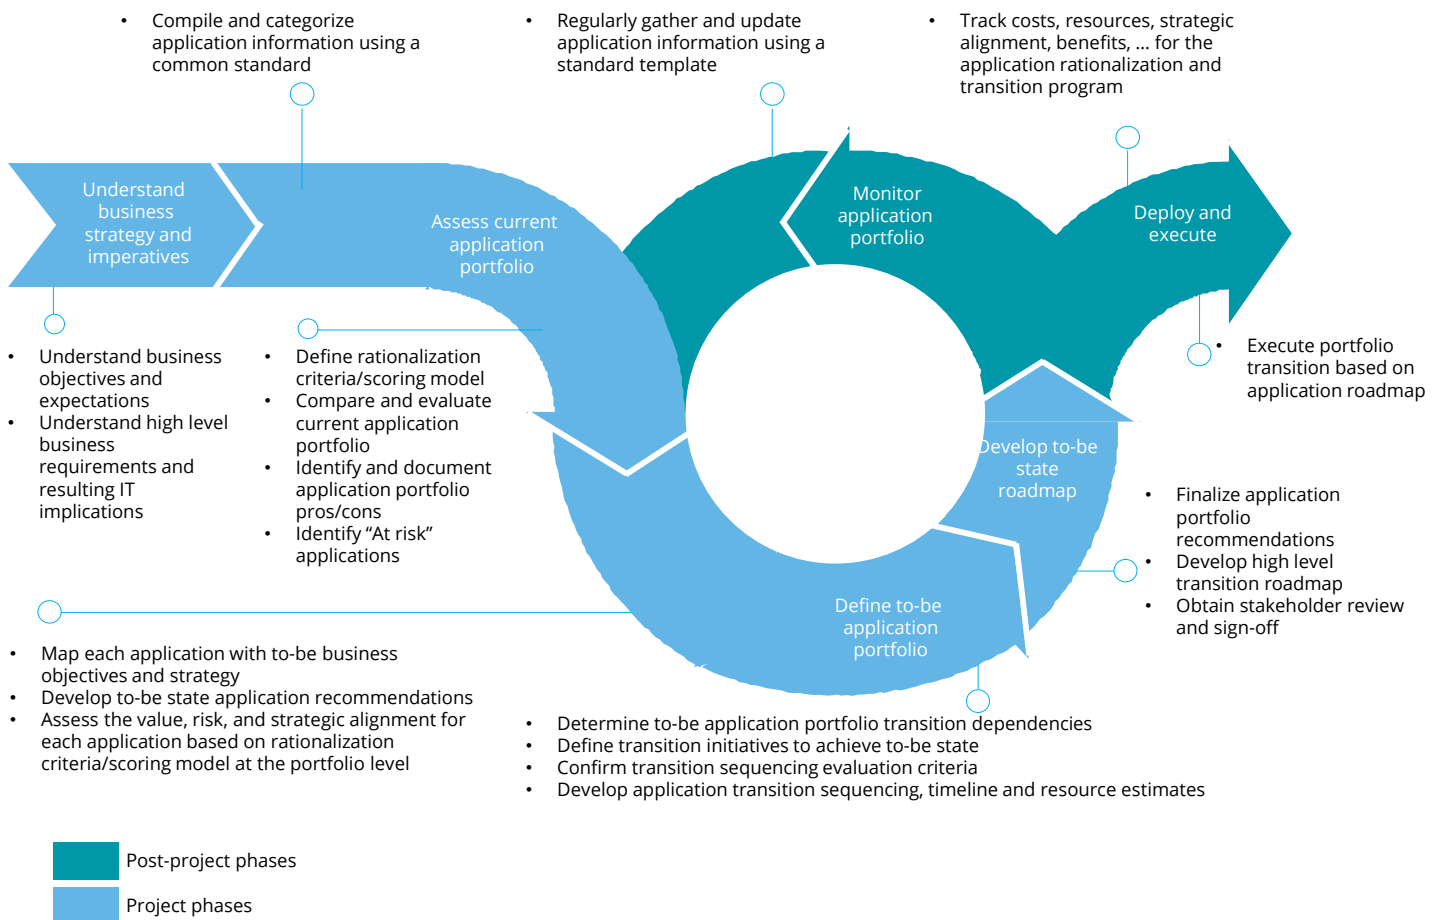 • Compile and categorize
application information using a
common standard
• Regularly gather and update
application information using a
standard template
• Track costs, resources, strategic
alignment, benefits, ... for the
application rationalization and
transition program
Understand
business
strategy and
imperatives
Assess current
application
portfolio
Monitor
application
portfolio
Deploy and
execute
• Understand business
objectives and
expectations
• Understand high level
business
requirements and
resulting IT
implications
• Define rationalization
criteria/scoring model
• Compare and evaluate
current application
portfolio
• Identify and document
application portfolio
pros/cons
• Identify “At risk”
applications
• Execute portfolio
transition based on
application roadmap
Develop to-be
state
roadmap
• Finalize application
portfolio
recommendations
• Develop high level
transition roadmap
• Obtain stakeholder review
and sign-off
Define to-be
application
portfolio
• Map each application with to-be business
objectives and strategy
• Develop to-be state application recommendations
• Assess the value, risk, and strategic alignment for
each application based on rationalization
criteria/scoring model at the portfolio level
• Determine to-be application portfolio transition dependencies
• Define transition initiatives to achieve to-be state
• Confirm transition sequencing evaluation criteria
• Develop application transition sequencing, timeline and resource estimates
Post-project phases
Project phases